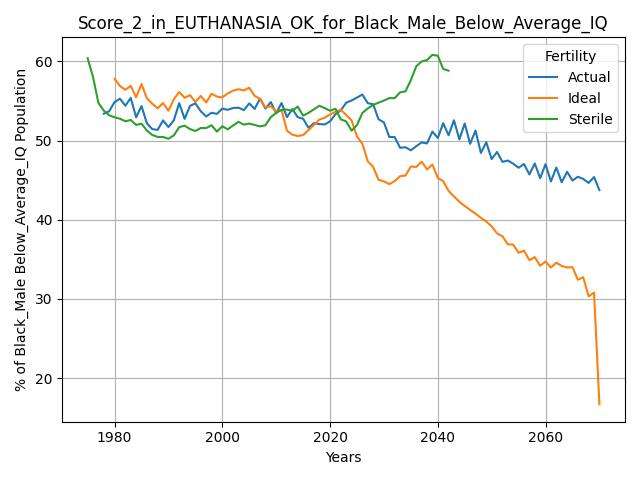 Score_2_in_EUTHANASIA_OK_for_Black_Male_Below_Average_IQ
% of Black_Male Below_Average_IQ Population
60
50
40
30
20
Fertility
Actual
Ideal
Sterile
1980 2000 2020 2040 2060
Years